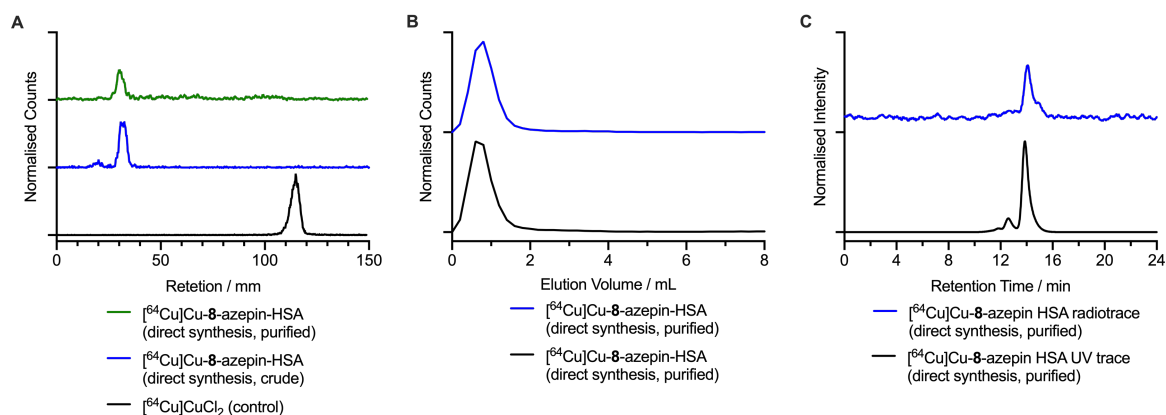 A
Normalised Counts
0
50
100
150
Retetion / mm
[⁶⁴Cu]Cu-8-azepin-HSA
(direct synthesis, purified)
[⁶⁴Cu]Cu-8-azepin-HSA
(direct synthesis, crude)
[⁶⁴Cu]CuCl₂ (control)
B
Normalised Counts
0
2
4
6
8
Elution Volume / mL
[⁶⁴Cu]Cu-8-azepin-HSA
(direct synthesis, purified)
[⁶⁴Cu]Cu-8-azepin-HSA
(direct synthesis, purified)
C
Normalised Intensity
0
4
8
12
16
20
24
Retention Time / min
[⁶⁴Cu]Cu-8-azepin HSA radiotrace
(direct synthesis, purified)
[⁶⁴Cu]Cu-8-azepin HSA UV trace
(direct synthesis, purified)